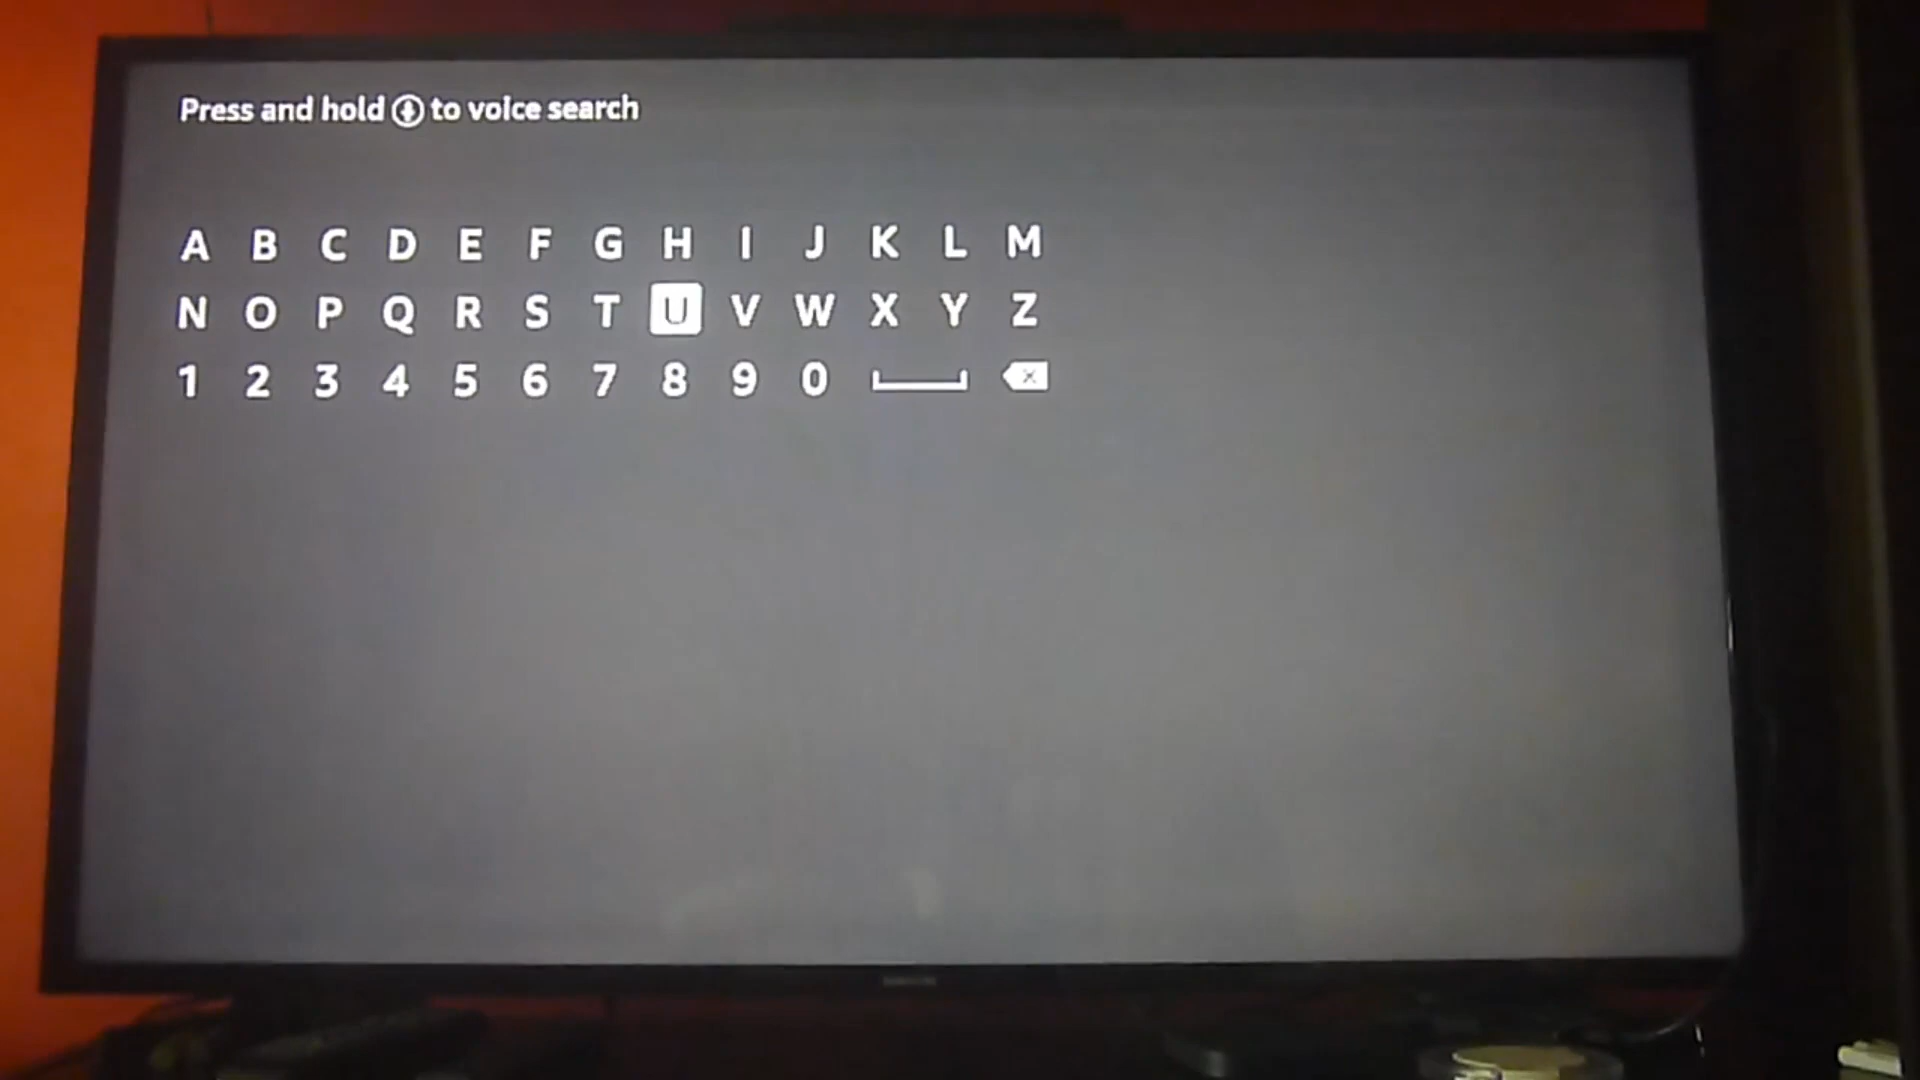 Press and hold to voice search
A B C D E F G H I J K L M
N O P Q R S T U V W X Y Z
1 2 3 4 5 6 7 8 9 0